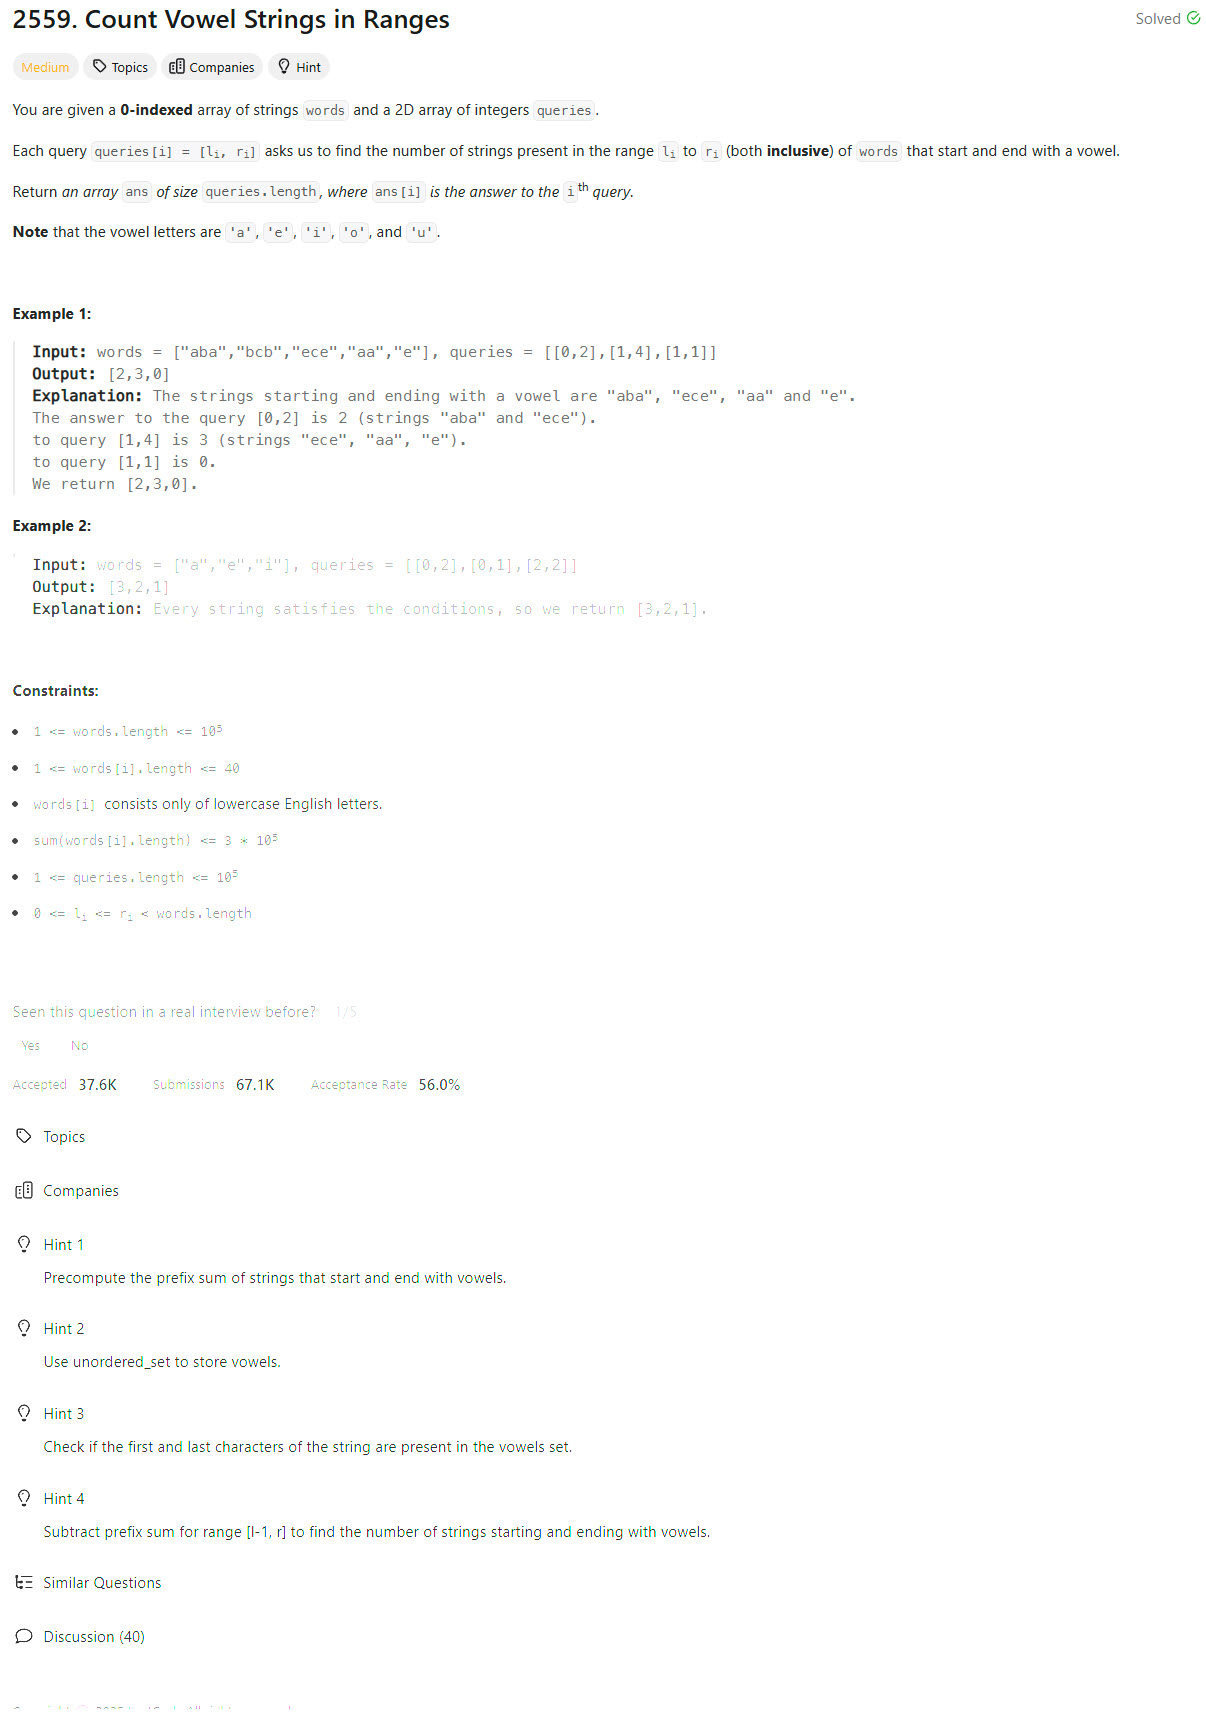 2559. Count Vowel Strings in Ranges
Solved
Medium Topics Companies Hint
You are given a 0-indexed array of strings words and a 2D array of integers queries.
Each query queries[i] = [lᵢ, rᵢ] asks us to find the number of strings present in the range lᵢ to rᵢ (both inclusive) of words that start and end with a vowel.
Return an array ans of size queries.length, where ans[i] is the answer to the iᵗʰ query.
Note that the vowel letters are 'a', 'e', 'i', 'o', and 'u'.
Example 1:
Input: words = ["aba","bcb","ece","aa","e"], queries = [[0,2],[1,4],[1,1]]
Output: [2,3,0]
Explanation: The strings starting and ending with a vowel are "aba", "ece", "aa" and "e".
The answer to the query [0,2] is 2 (strings "aba" and "ece").
to query [1,4] is 3 (strings "ece", "aa", "e").
to query [1,1] is 0.
We return [2,3,0].
Example 2:
Input: words = ["a","e","i"], queries = [[0,2],[0,1],[2,2]]
Output: [3,2,1]
Explanation: Every string satisfies the conditions, so we return [3,2,1].
Constraints:
1 <= words.length <= 10⁵
1 <= words[i].length <= 40
words[i] consists only of lowercase English letters.
sum(words[i].length) <= 3 * 10⁵
1 <= queries.length <= 10⁵
0 <= lᵢ <= rᵢ < words.length
Seen this question in a real interview before? 1/5
Yes No
Accepted 37.6K Submissions 67.1K Acceptance Rate 56.0%
Topics
Companies
Hint 1
Precompute the prefix sum of strings that start and end with vowels.
Hint 2
Use unordered_set to store vowels.
Hint 3
Check if the first and last characters of the string are present in the vowels set.
Hint 4
Subtract prefix sum for range [l-1, r] to find the number of strings starting and ending with vowels.
Similar Questions
Discussion (40)